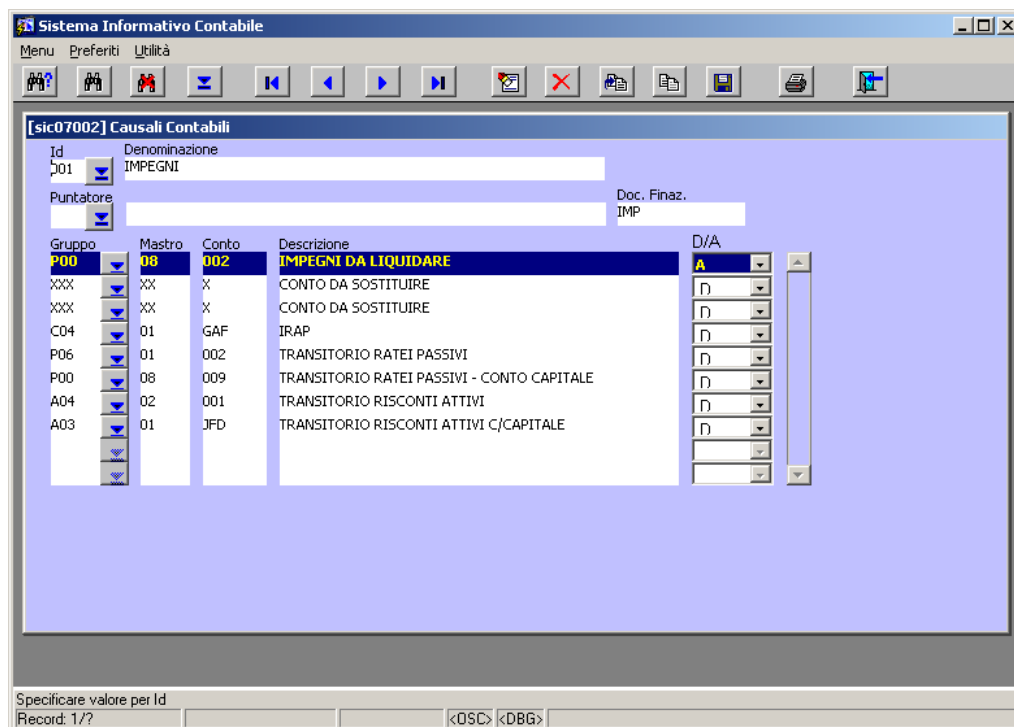 Sistema Informativo Contabile
Menu Preferiti Utilità
[sic07002] Causali Contabili
Id Denominazione
001 IMPEGNI
Puntatore Doc. Finaz.
IMP
Gruppo Mastro Conto Descrizione D/A
P00 08 002 IMPEGNI DA LIQUIDARE A
XXX XX X CONTO DA SOSTITUIRE D
XXX XX X CONTO DA SOSTITUIRE D
C04 01 GAF IRAP D
P06 01 002 TRANSITORIO RATEI PASSIVI D
P00 08 009 TRANSITORIO RATEI PASSIVI - CONTO CAPITALE D
A04 02 001 TRANSITORIO RISCONTI ATTIVI D
A03 01 JFD TRANSITORIO RISCONTI ATTIVI C/CAPITALE D
Specificare valore per Id
Record: 1/? <OSC> <DBG>